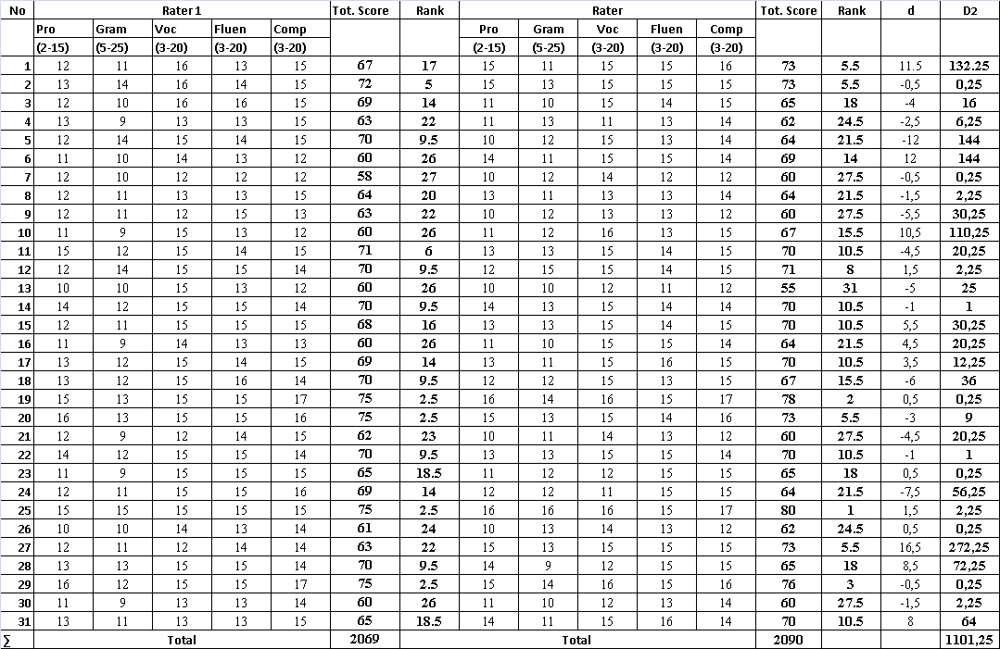 No Rater 1 Tot. Score Rank Rater Tot. Score Rank d D2
Pro Gram Voc Fluen Comp Pro Gram Voc Fluen Comp
(2-15) (5-25) (3-20) (3-20) (3-20) (2-15) (5-25) (3-20) (3-20) (3-20)
1 12 11 16 13 15 67 17 15 11 15 15 16 73 5.5 11.5 132.25
2 13 14 16 14 15 72 5 15 13 15 15 15 73 5.5 -0,5 0,25
3 12 10 16 16 15 69 14 11 10 15 14 15 65 18 -4 16
4 13 9 13 13 15 63 22 11 13 11 13 14 62 24.5 -2,5 6,25
5 12 14 15 14 15 70 9.5 10 12 15 13 14 64 21.5 -12 144
6 11 10 14 13 12 60 26 14 11 15 15 14 69 14 12 144
7 12 10 12 12 12 58 27 10 12 14 12 12 60 27.5 -0,5 0,25
8 12 11 13 13 15 64 20 13 11 13 13 14 64 21.5 -1,5 2,25
9 12 11 12 15 13 63 22 10 12 13 13 12 60 27.5 -5,5 30,25
10 11 9 15 13 12 60 26 11 12 16 13 15 67 15.5 10,5 110,25
11 15 12 15 14 15 71 6 13 13 15 14 15 70 10.5 -4,5 20,25
12 12 14 15 15 14 70 9.5 12 15 15 14 15 71 8 1,5 2,25
13 10 10 15 13 12 60 26 10 10 12 11 12 55 31 -5 25
14 14 12 15 15 14 70 9.5 14 13 15 14 14 70 10.5 -1 1
15 12 11 15 15 15 68 16 13 13 15 14 15 70 10.5 5,5 30,25
16 11 9 14 13 13 60 26 11 10 15 15 14 64 21.5 4,5 20,25
17 13 12 15 14 15 69 14 13 11 15 16 15 70 10.5 3,5 12,25
18 13 12 15 16 14 70 9.5 12 12 15 13 15 67 15.5 -6 36
19 15 13 15 15 17 75 2.5 16 14 16 15 17 78 2 0,5 0,25
20 16 13 15 15 16 75 2.5 15 13 15 14 16 73 5.5 -3 9
21 12 9 12 14 15 62 23 10 11 14 13 12 60 27.5 -4,5 20,25
22 14 12 15 15 14 70 9.5 13 13 15 15 14 70 10.5 -1 1
23 11 9 15 15 15 65 18.5 11 12 12 15 15 65 18 0,5 0,25
24 12 11 15 15 16 69 14 12 12 11 15 14 64 21.5 -7,5 56,25
25 15 15 15 15 15 75 2.5 16 16 16 15 17 80 1 1,5 2,25
26 10 10 14 13 14 61 24 10 13 14 13 12 62 24.5 0,5 0,25
27 12 11 12 14 14 63 22 15 13 15 15 15 73 5.5 16,5 272,25
28 13 13 15 15 14 70 9.5 14 9 12 15 15 65 18 8,5 72,25
29 16 12 15 15 17 75 2.5 15 14 16 15 16 76 3 -0,5 0,25
30 11 9 13 13 14 60 26 11 10 12 13 14 60 27.5 -1,5 2,25
31 13 11 13 13 15 65 18.5 14 11 15 16 14 70 10.5 8 64
∑ Total 2069 Total 2090 1101,25